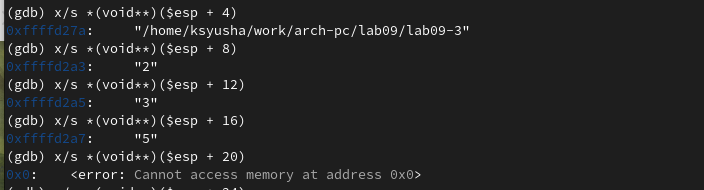 (gdb) x/s *(void**)($esp + 4)
0xffffd27a:     "/home/ksyusha/work/arch-pc/lab09/lab09-3"
(gdb) x/s *(void**)($esp + 8)
0xffffd2a3:     "2"
(gdb) x/s *(void**)($esp + 12)
0xffffd2a5:     "3"
(gdb) x/s *(void**)($esp + 16)
0xffffd2a7:     "5"
(gdb) x/s *(void**)($esp + 20)
0x0:    <error: Cannot access memory at address 0x0>